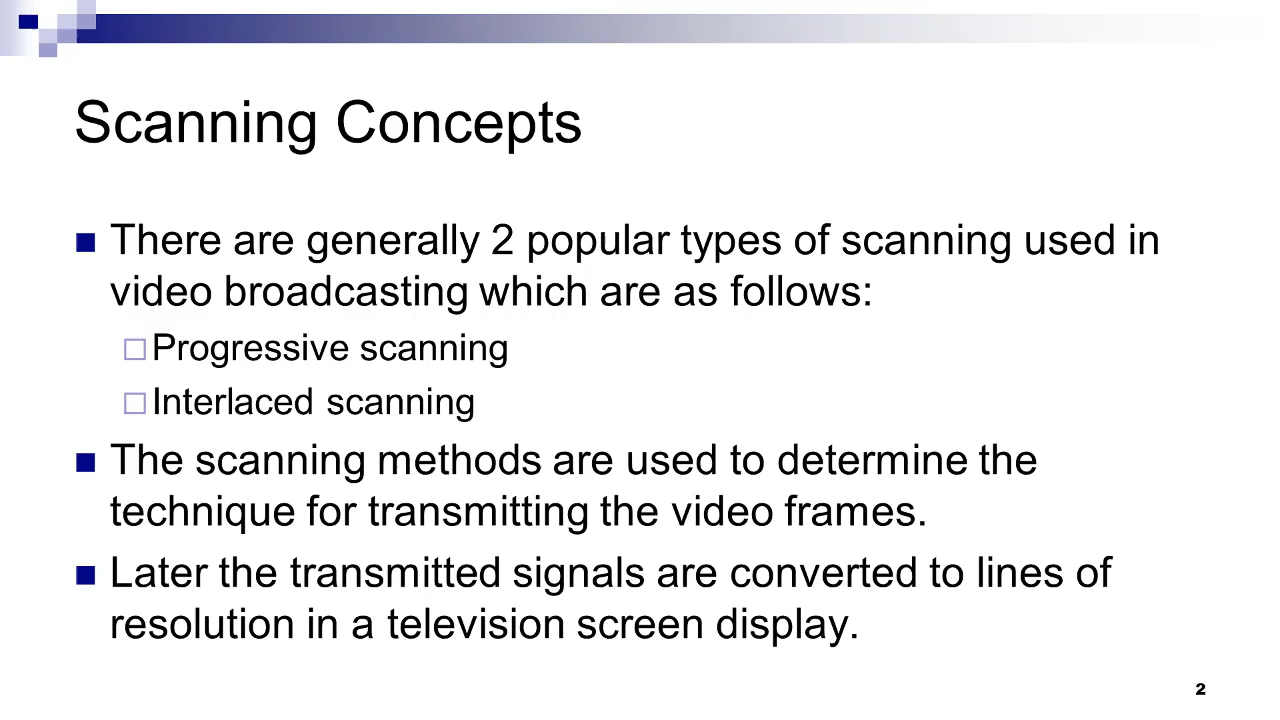 Scanning Concepts
There are generally 2 popular types of scanning used in
video broadcasting which are as follows:
Progressive scanning
Interlaced scanning
The scanning methods are used to determine the
technique for transmitting the video frames.
Later the transmitted signals are converted to lines of
resolution in a television screen display.
2